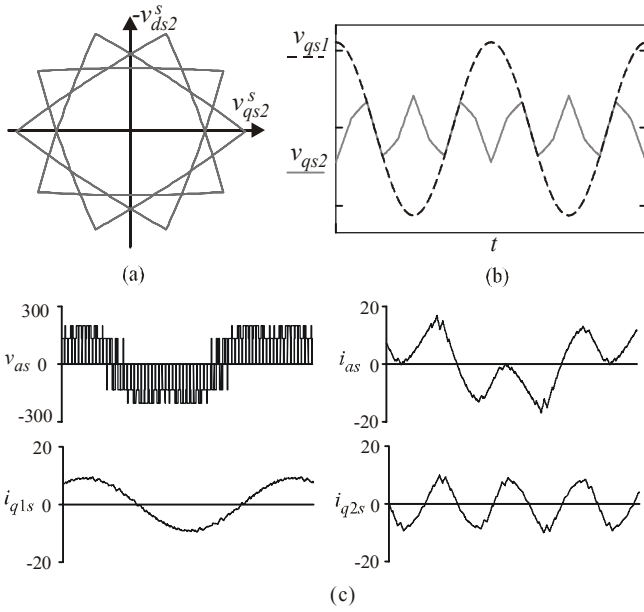 -v^s_ds2
v^s_qs2
(a)
v_qs1
v_qs2
t
(b)
300
v_as 0
-300
20
i_as 0
-20
20
i_q1s 0
-20
20
i_q2s 0
-20
(c)